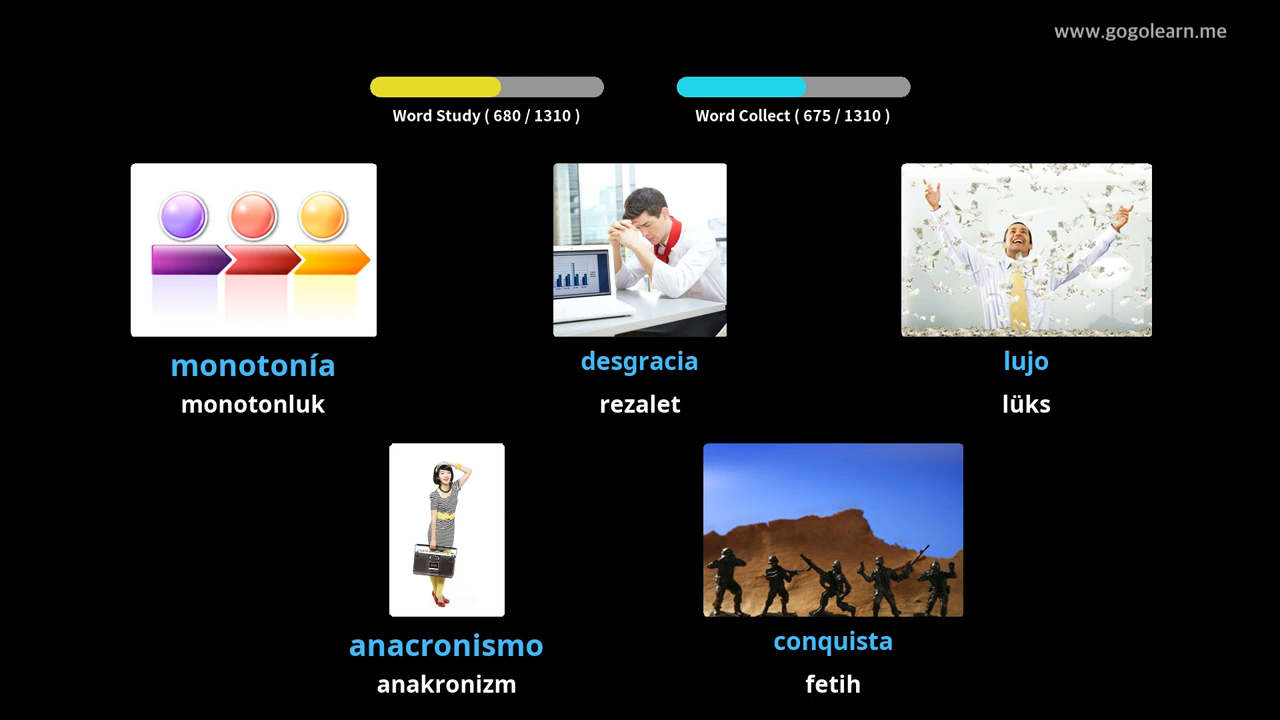 www.gogolearn.me
Word Study ( 680 / 1310 )
Word Collect ( 675 / 1310 )
monotonía
monotonluk
desgracia
rezalet
lujo
lüks
anacronismo
anakronizm
conquista
fetih